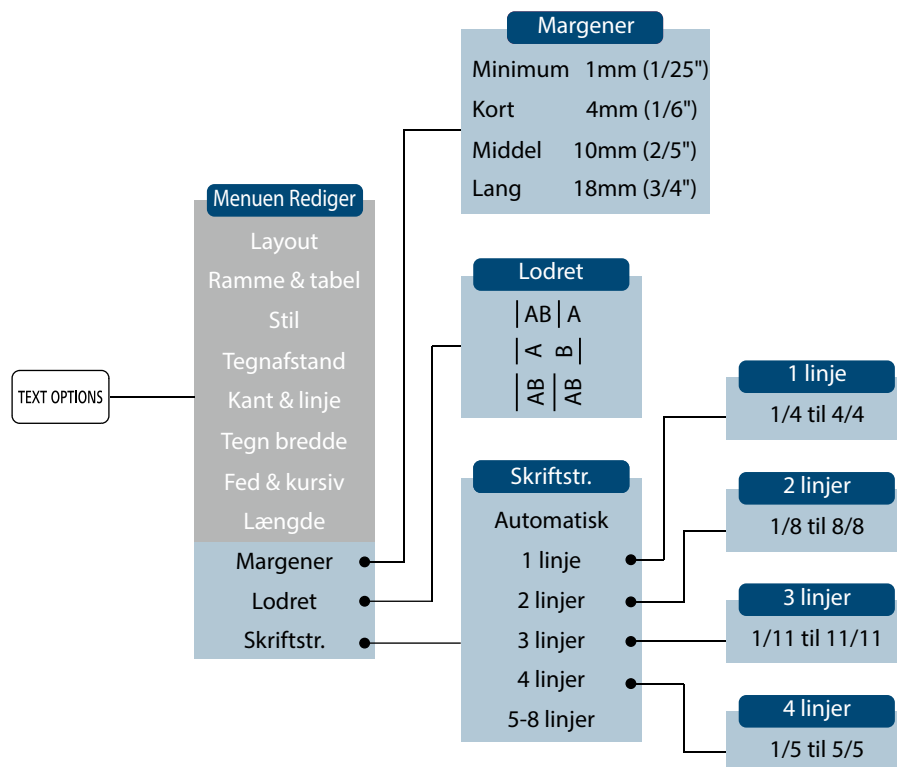 TEXT OPTIONS
Menuen Rediger
Layout
Ramme & tabel
Stil
Tegnafstand
Kant & linje
Tegn bredde
Fed & kursiv
Længde
Margener
Lodret
Skriftstr.
Margener
Minimum 1mm (1/25")
Kort 4mm (1/6")
Middel 10mm (2/5")
Lang 18mm (3/4")
Lodret
|AB|A
|A B|
|AB|AB
Skriftstr.
Automatisk
1 linje
2 linjer
3 linjer
4 linjer
5-8 linjer
1 linje
1/4 til 4/4
2 linjer
1/8 til 8/8
3 linjer
1/11 til 11/11
4 linjer
1/5 til 5/5